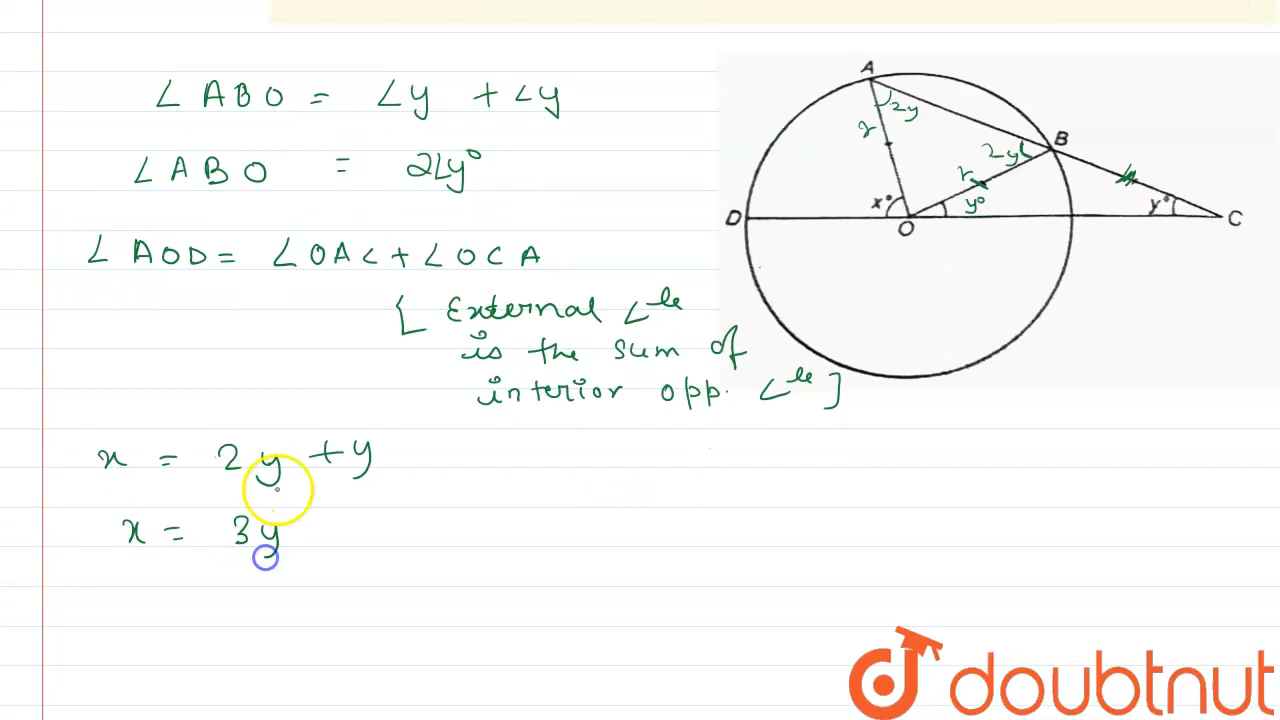 ∠ABO = ∠y + ∠y
∠ABO = 2∠y°
∠AOD = ∠OAC + ∠OCA
[External ∠le
is the sum of
interior opp. ∠le]
x = 2y + y
x = 3y
A
2y
r
B
2y
r
x°
y°
y°
D
O
C
doubtnut